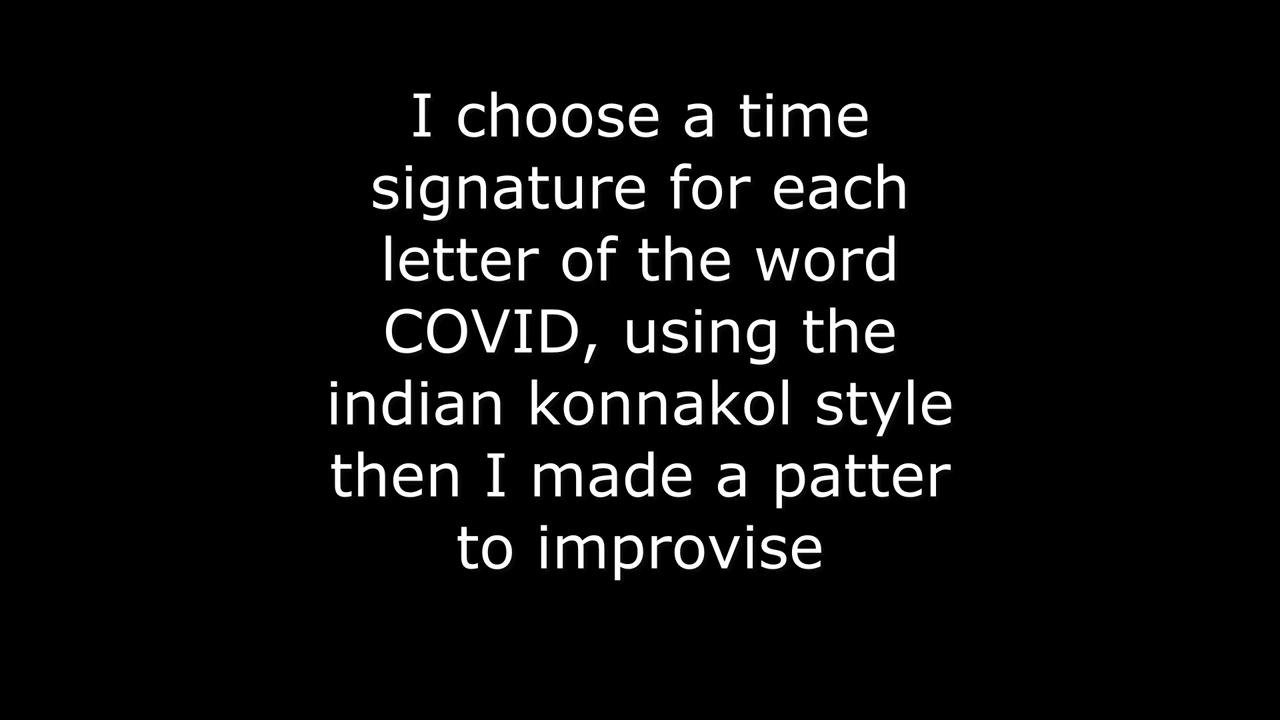 I choose a time
signature for each
letter of the word
COVID, using the
indian konnakol style
then I made a patter
to improvise